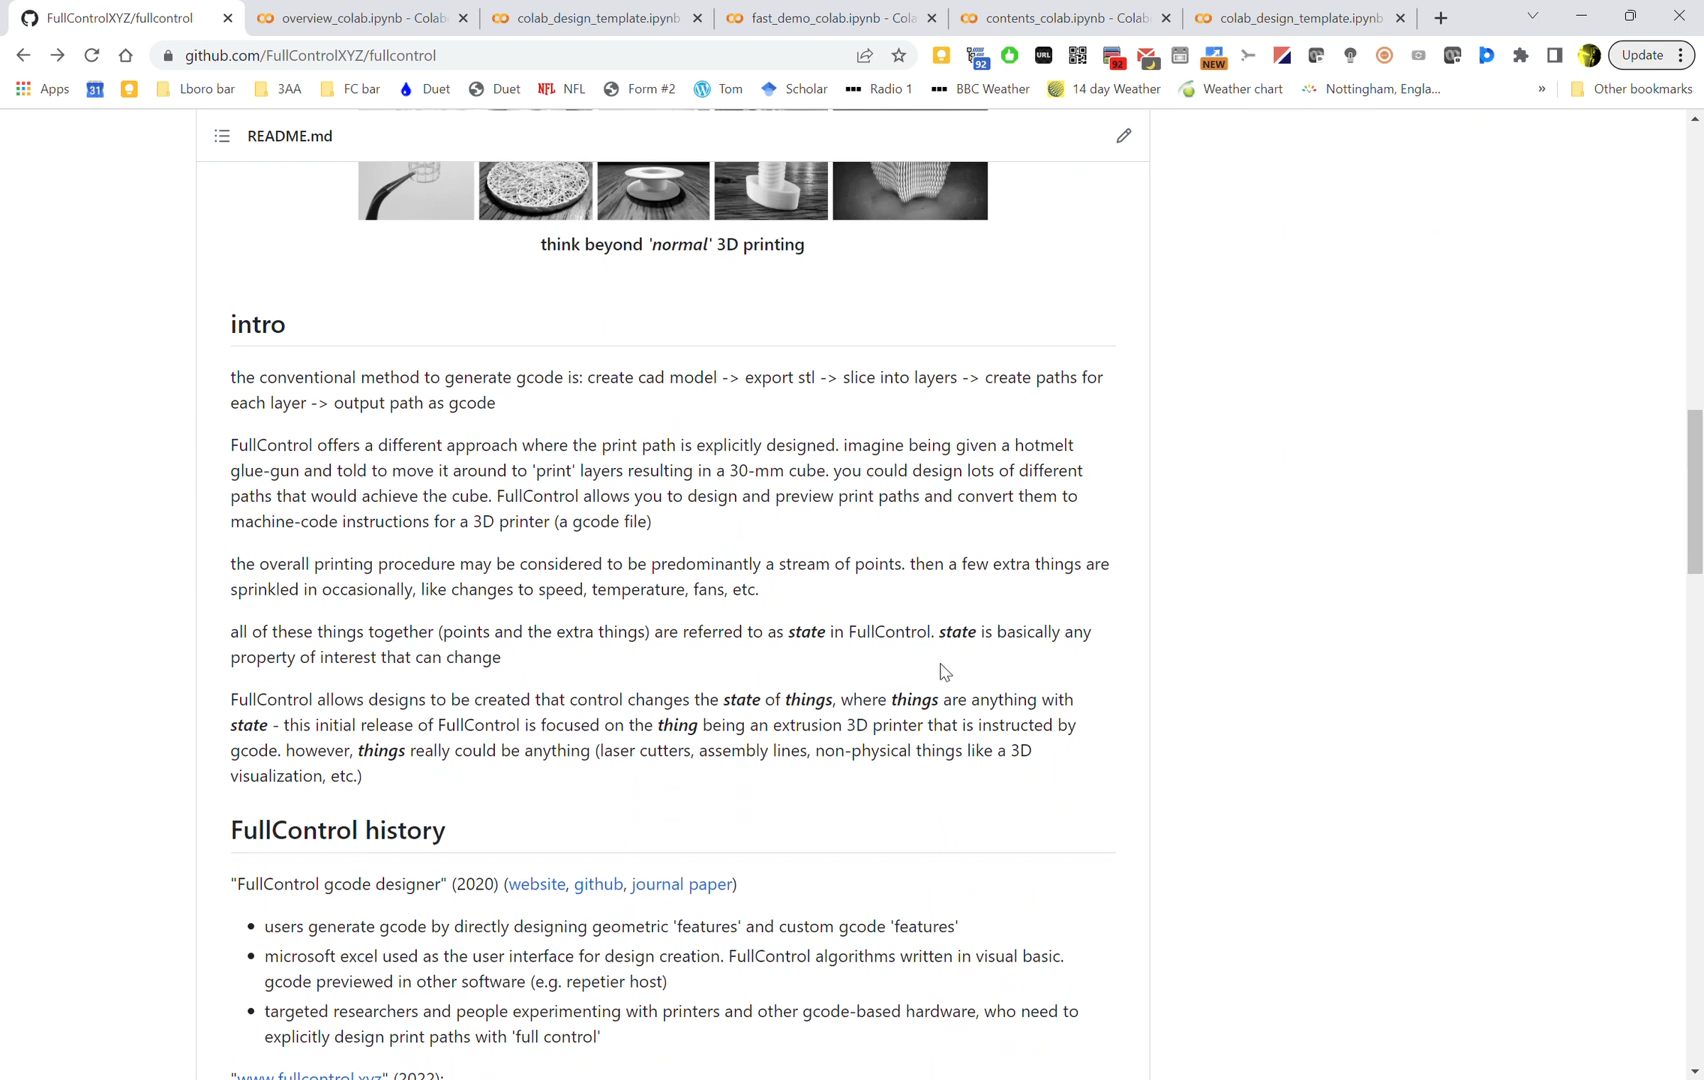 FullControlXYZ/fullcontrol overview_colab.ipynb - Colab colab_design_template.ipynb fast_demo_colab.ipynb - Cola contents_colab.ipynb - Colab colab_design_template.ipynb
github.com/FullControlXYZ/fullcontrol 92 URL 92 NEW Update
Apps 31 Lboro bar 3AA FC bar Duet Duet NFL NFL Form #2 Tom Scholar Radio 1 BBC Weather 14 day Weather Weather chart Nottingham, Engla... » Other bookmarks
README.md
think beyond 'normal' 3D printing
intro
the conventional method to generate gcode is: create cad model -> export stl -> slice into layers -> create paths for
each layer -> output path as gcode
FullControl offers a different approach where the print path is explicitly designed. imagine being given a hotmelt
glue-gun and told to move it around to 'print' layers resulting in a 30-mm cube. you could design lots of different
paths that would achieve the cube. FullControl allows you to design and preview print paths and convert them to
machine-code instructions for a 3D printer (a gcode file)
the overall printing procedure may be considered to be predominantly a stream of points. then a few extra things are
sprinkled in occasionally, like changes to speed, temperature, fans, etc.
all of these things together (points and the extra things) are referred to as state in FullControl. state is basically any
property of interest that can change
FullControl allows designs to be created that control changes the state of things, where things are anything with
state - this initial release of FullControl is focused on the thing being an extrusion 3D printer that is instructed by
gcode. however, things really could be anything (laser cutters, assembly lines, non-physical things like a 3D
visualization, etc.)
FullControl history
"FullControl gcode designer" (2020) (website, github, journal paper)
• users generate gcode by directly designing geometric 'features' and custom gcode 'features'
• microsoft excel used as the user interface for design creation. FullControl algorithms written in visual basic.
gcode previewed in other software (e.g. repetier host)
• targeted researchers and people experimenting with printers and other gcode-based hardware, who need to
explicitly design print paths with 'full control'
"www.fullcontrol.xyz" (2022):